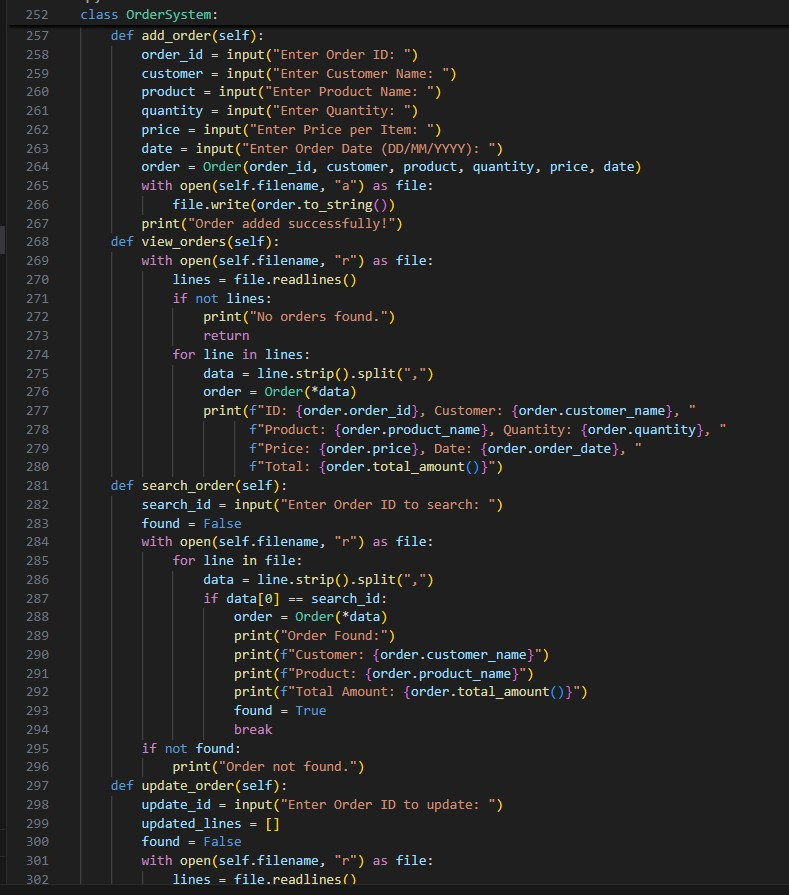 252 class OrderSystem:
257 def add_order(self):
258 order_id = input("Enter Order ID: ")
259 customer = input("Enter Customer Name: ")
260 product = input("Enter Product Name: ")
261 quantity = input("Enter Quantity: ")
262 price = input("Enter Price per Item: ")
263 date = input("Enter Order Date (DD/MM/YYYY): ")
264 order = Order(order_id, customer, product, quantity, price, date)
265 with open(self.filename, "a") as file:
266 file.write(order.to_string())
267 print("Order added successfully!")
268 def view_orders(self):
269 with open(self.filename, "r") as file:
270 lines = file.readlines()
271 if not lines:
272 print("No orders found.")
273 return
274 for line in lines:
275 data = line.strip().split(",")
276 order = Order(*data)
277 print(f"ID: {order.order_id}, Customer: {order.customer_name}, "
278 f"Product: {order.product_name}, Quantity: {order.quantity}, "
279 f"Price: {order.price}, Date: {order.order_date}, "
280 f"Total: {order.total_amount()}")
281 def search_order(self):
282 search_id = input("Enter Order ID to search: ")
283 found = False
284 with open(self.filename, "r") as file:
285 for line in file:
286 data = line.strip().split(",")
287 if data[0] == search_id:
288 order = Order(*data)
289 print("Order Found:")
290 print(f"Customer: {order.customer_name}")
291 print(f"Product: {order.product_name}")
292 print(f"Total Amount: {order.total_amount()}")
293 found = True
294 break
295 if not found:
296 print("Order not found.")
297 def update_order(self):
298 update_id = input("Enter Order ID to update: ")
299 updated_lines = []
300 found = False
301 with open(self.filename, "r") as file:
302 lines = file.readlines()